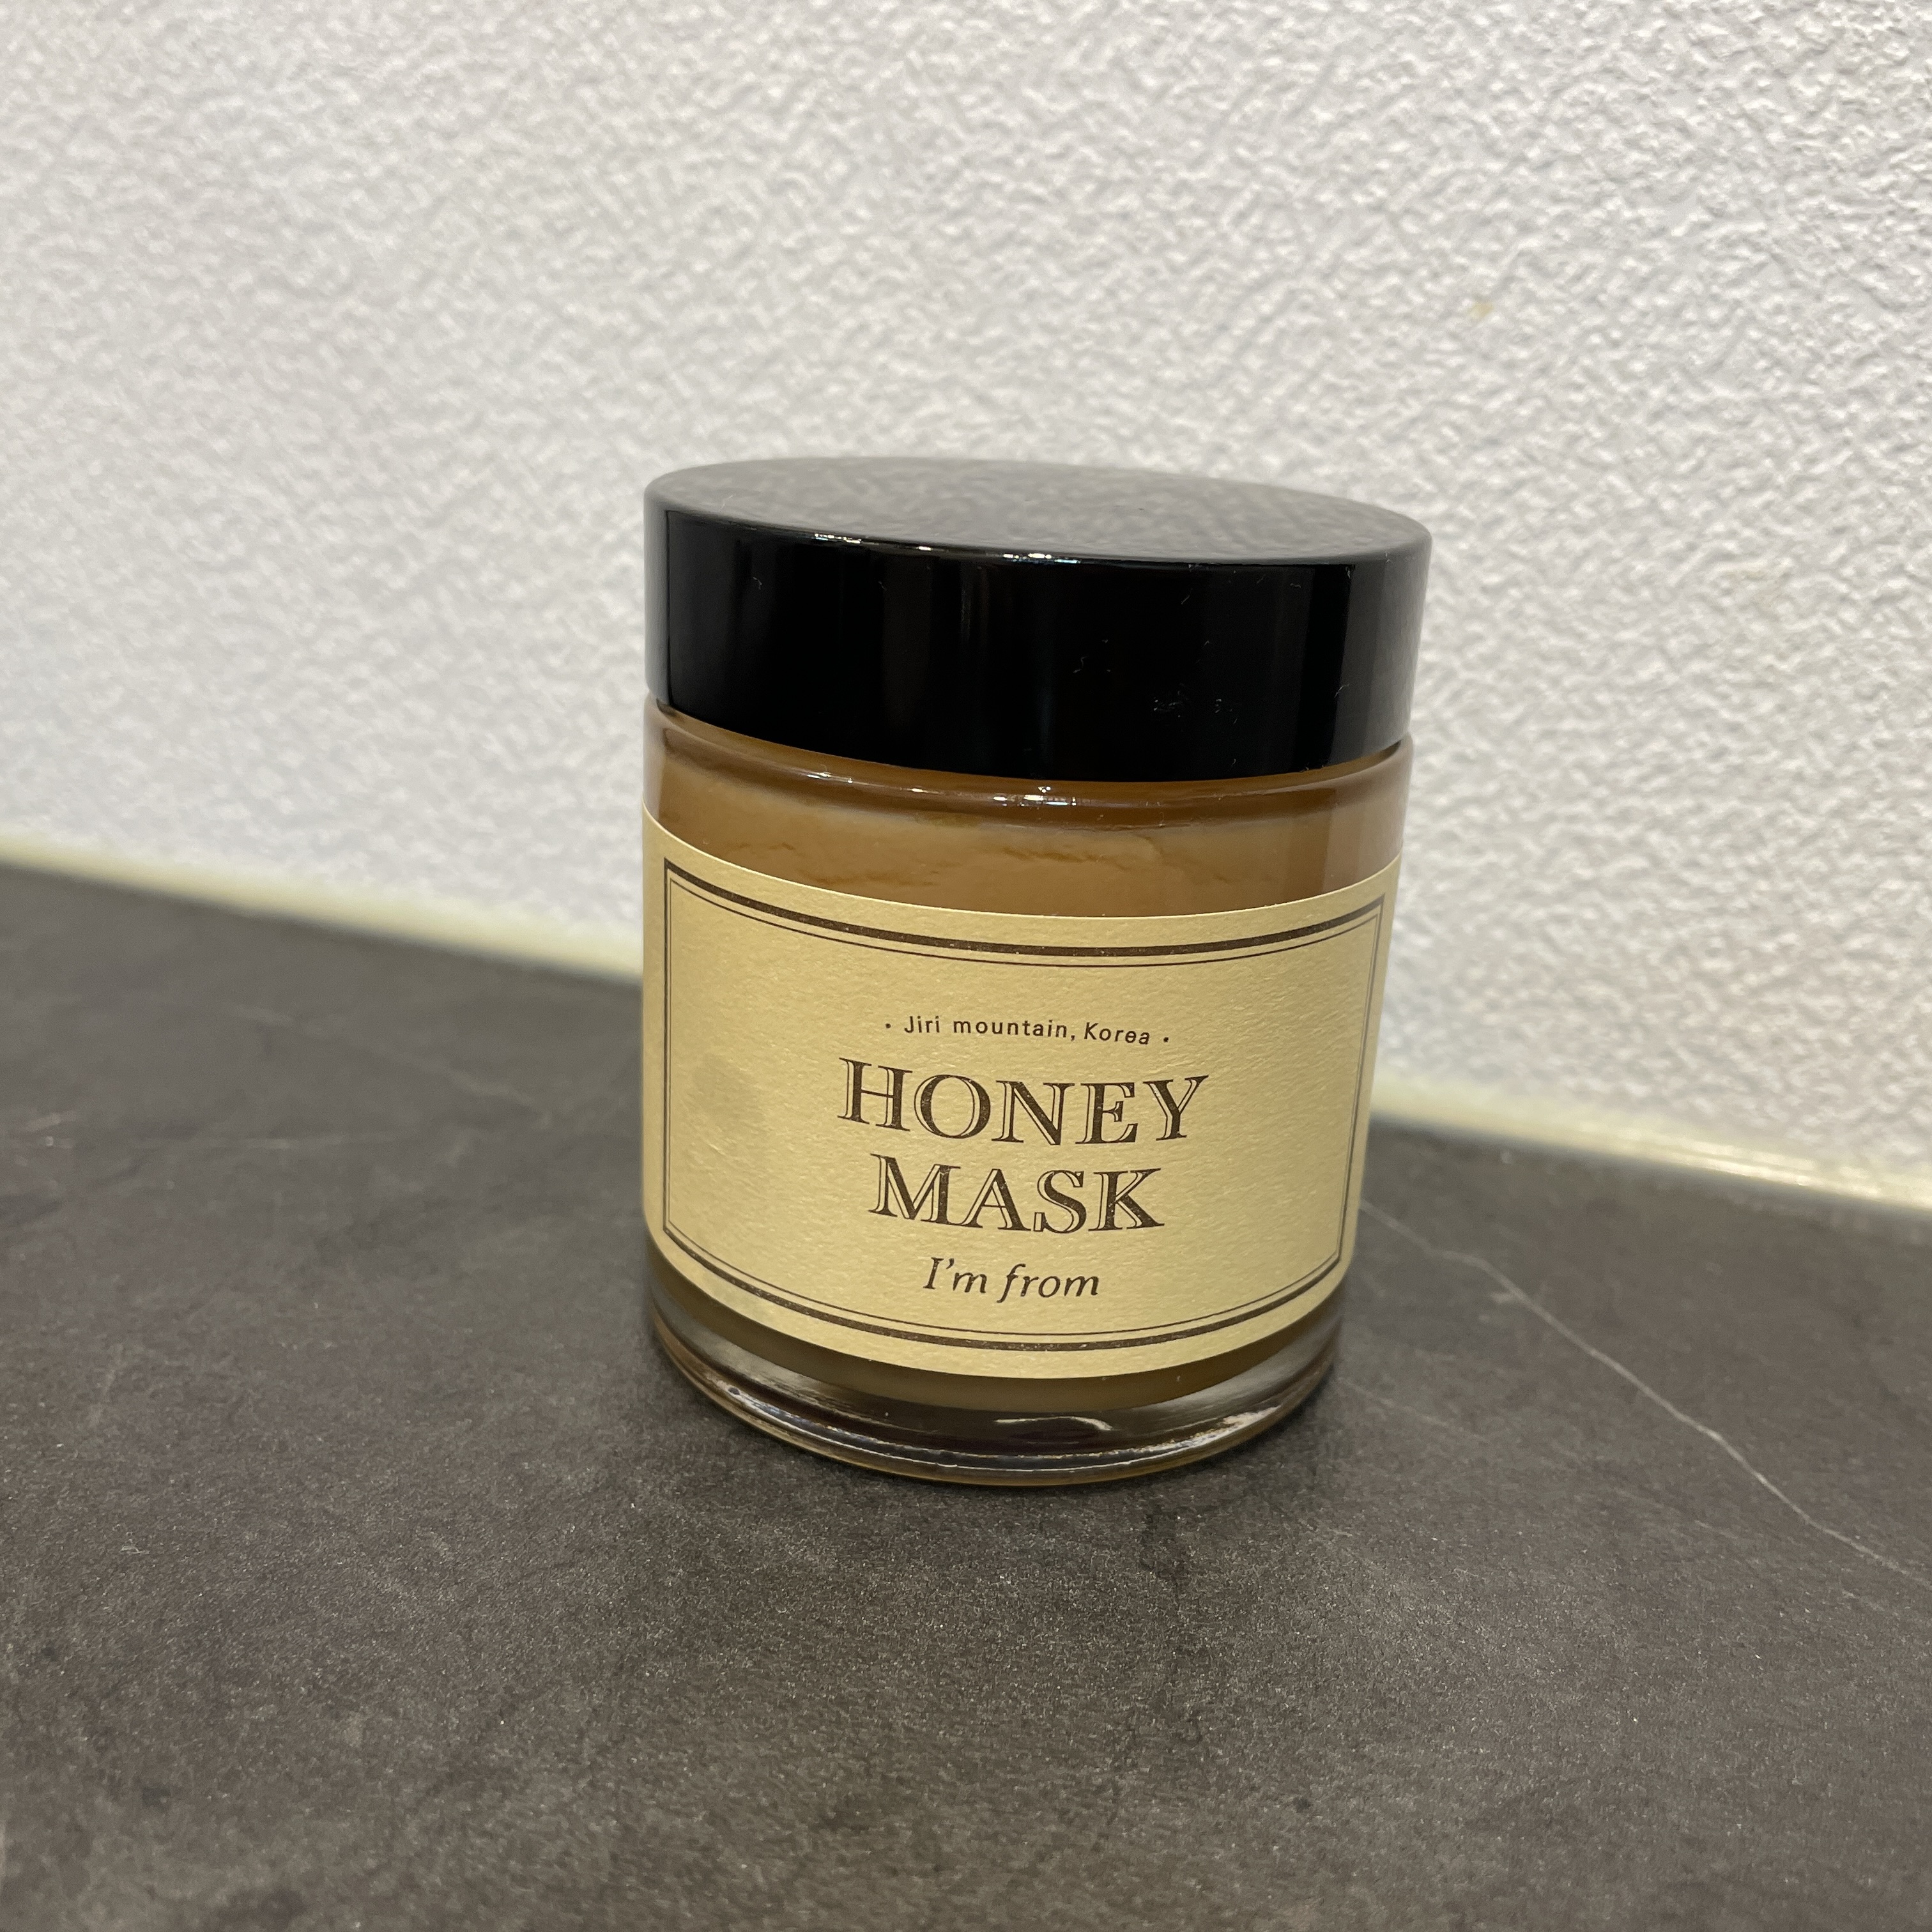 · Jiri mountain, Korea ·
HONEY
MASK
I'm from